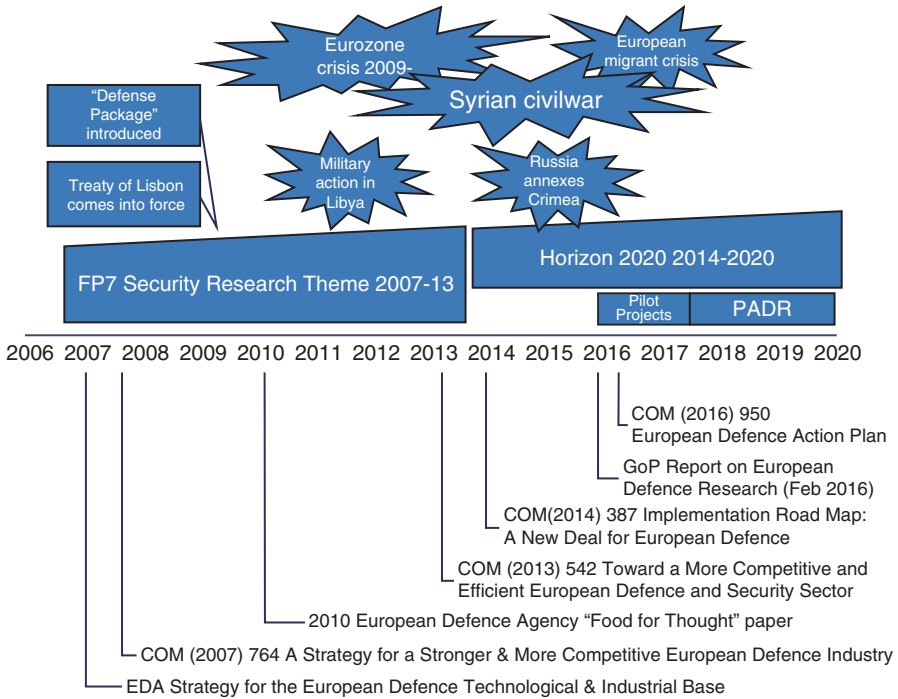 Eurozone
crisis 2009-
European
migrant crisis
Syrian civilwar
“Defense
Package”
introduced
Treaty of Lisbon
comes into force
Military
action in
Libya
Russia
annexes
Crimea
FP7 Security Research Theme 2007-13
Horizon 2020 2014-2020
Pilot
Projects
PADR
2006 2007 2008 2009 2010 2011 2012 2013 2014 2015 2016 2017 2018 2019 2020
COM (2016) 950
European Defence Action Plan
GoP Report on European
Defence Research (Feb 2016)
COM(2014) 387 Implementation Road Map:
A New Deal for European Defence
COM (2013) 542 Toward a More Competitive and
Efficient European Defence and Security Sector
2010 European Defence Agency “Food for Thought” paper
COM (2007) 764 A Strategy for a Stronger & More Competitive European Defence Industry
EDA Strategy for the European Defence Technological & Industrial Base